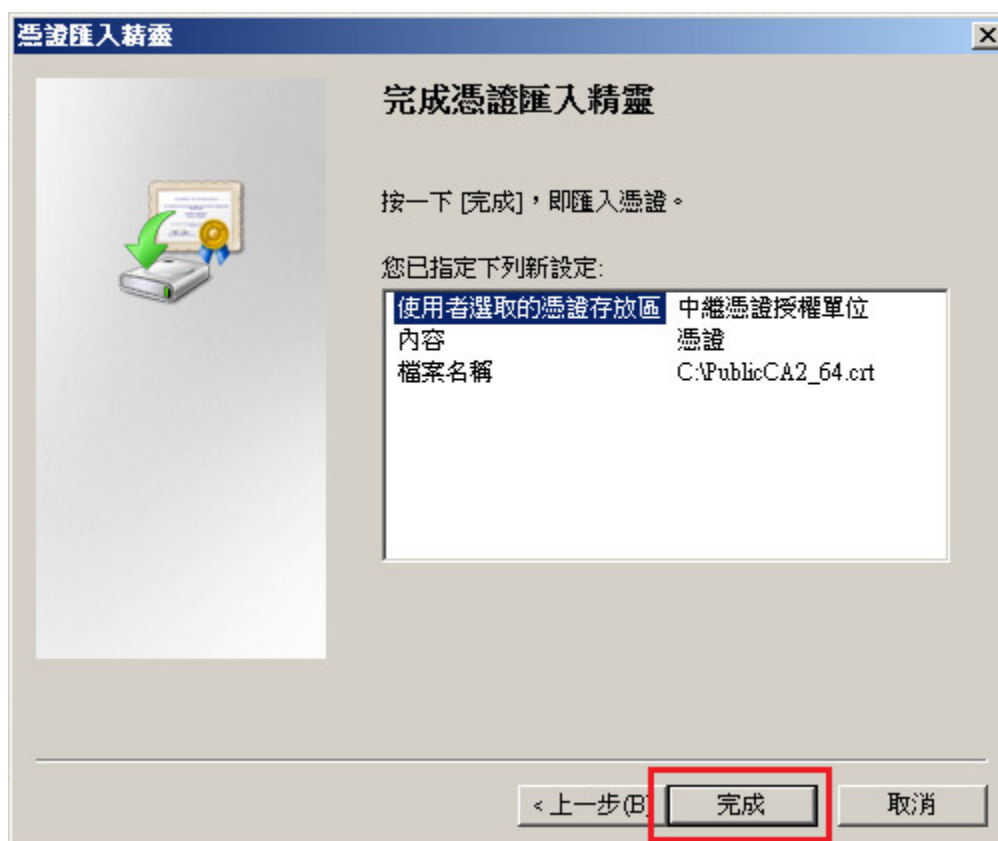 憑證匯入精靈
完成憑證匯入精靈
按一下 [完成]，即匯入憑證。
您已指定下列新設定:
使用者選取的憑證存放區 中繼憑證授權單位
內容 憑證
檔案名稱 C:\PublicCA2_64.crt
<上一步(B) 完成 取消